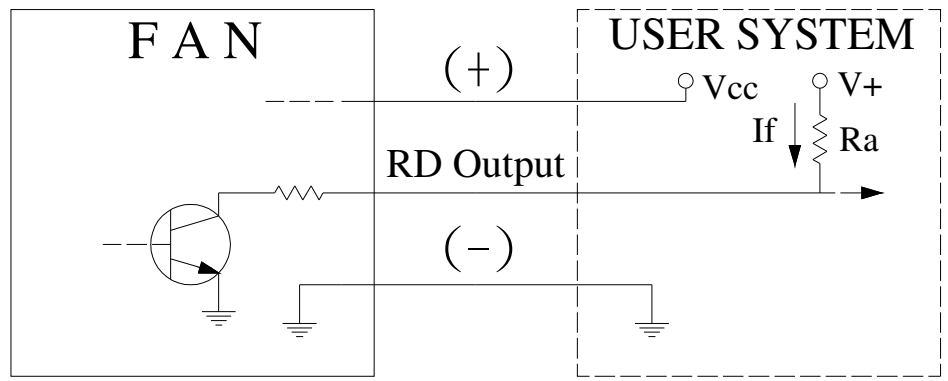 F A N
USER SYSTEM
(+)
Vcc
V+
If
Ra
RD Output
(-)